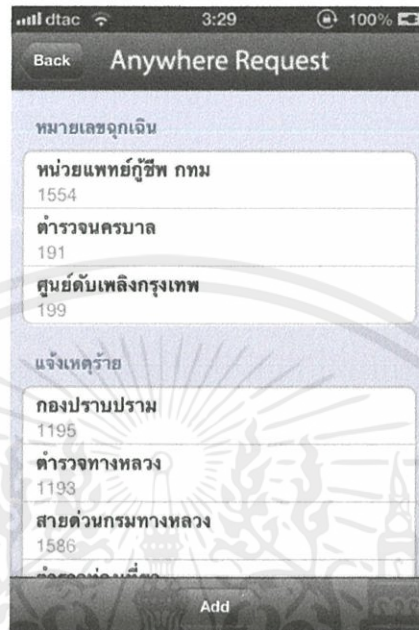 dtac 3:29 100%
Back Anywhere Request
หมายเลขฉุกเฉิน
หน่วยแพทย์กู้ชีพ กทม
1554
ตำรวจนครบาล
191
ศูนย์ดับเพลิงกรุงเทพ
199
แจ้งเหตุร้าย
กองปราบปราม
1195
ตำรวจทางหลวง
1193
สายด่วนกรมทางหลวง
1586
Add